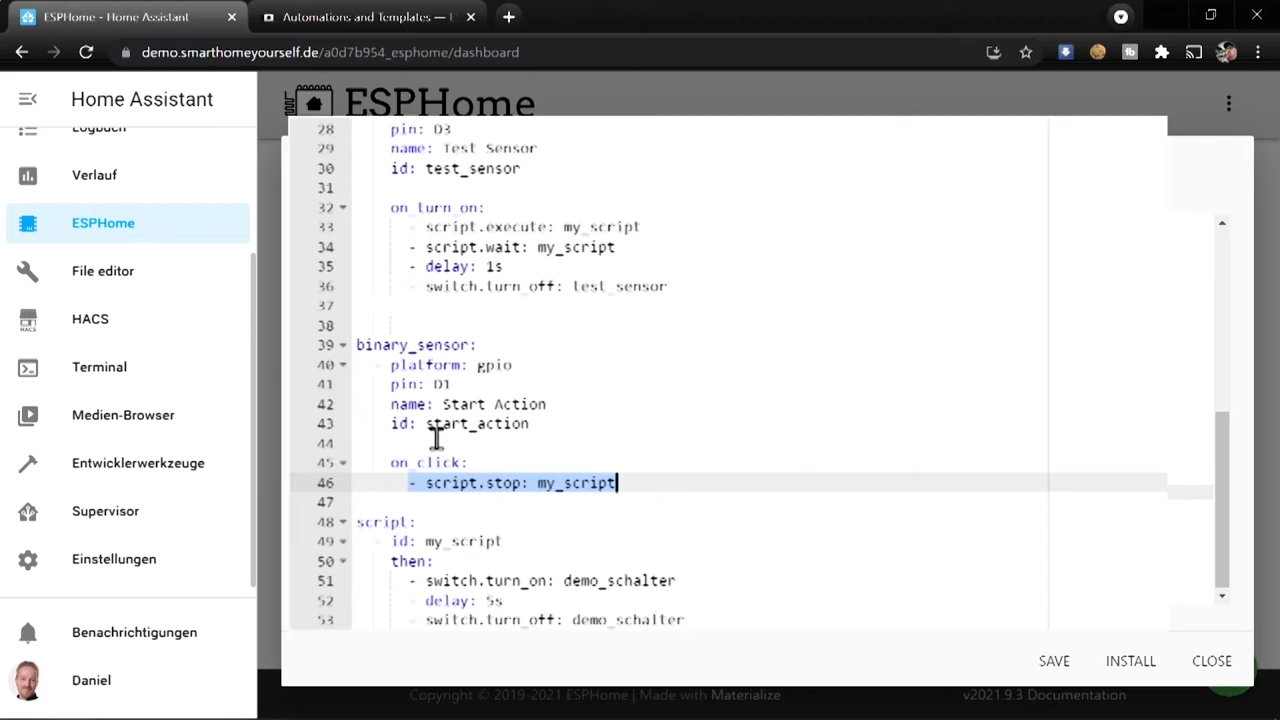 ESPHome - Home Assistant
Automations and Templates — E
demo.smarthomeyourself.de/a0d7b954_esphome/dashboard
Home Assistant
Logbuch
Verlauf
ESPHome
File editor
HACS
Terminal
Medien-Browser
Entwicklerwerkzeuge
Supervisor
Einstellungen
Benachrichtigungen
Daniel
ESPHome
28 pin: D3
29 name: Test Sensor
30 id: test_sensor
31
32 on_turn_on:
33 - script.execute: my_script
34 - script.wait: my_script
35 - delay: 1s
36 - switch.turn_off: test_sensor
37
38
39 binary_sensor:
40 - platform: gpio
41 pin: D1
42 name: Start Action
43 id: start_action
44
45 on_click:
46 - script.stop: my_script
47
48 script:
49 - id: my_script
50 then:
51 - switch.turn_on: demo_schalter
52 - delay: 5s
53 - switch.turn_off: demo_schalter
SAVE INSTALL CLOSE
Copyright © 2019-2021 ESPHome | Made with Materialize
v2021.9.3 Documentation